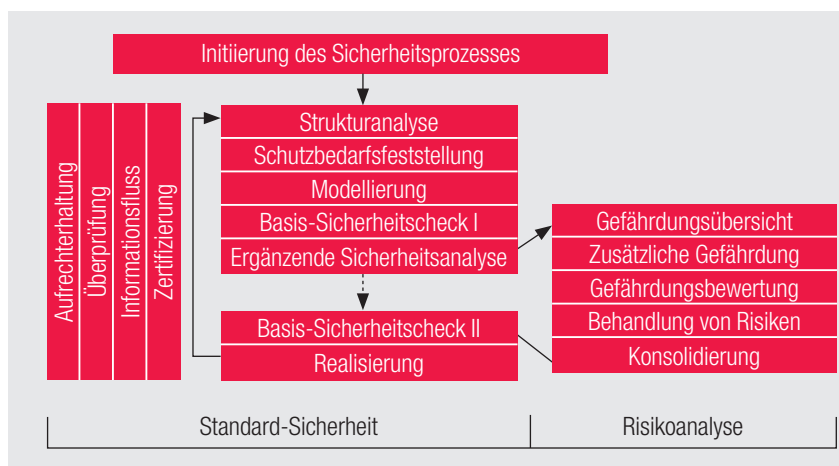 Initiierung des Sicherheitsprozesses
Aufrechterhaltung
Überprüfung
Informationsfluss
Zertifizierung
Strukturanalyse
Schutzbedarfsfeststellung
Modellierung
Basis-Sicherheitscheck I
Ergänzende Sicherheitsanalyse
Basis-Sicherheitscheck II
Realisierung
Gefährdungsübersicht
Zusätzliche Gefährdung
Gefährdungsbewertung
Behandlung von Risiken
Konsolidierung
Standard-Sicherheit
Risikoanalyse